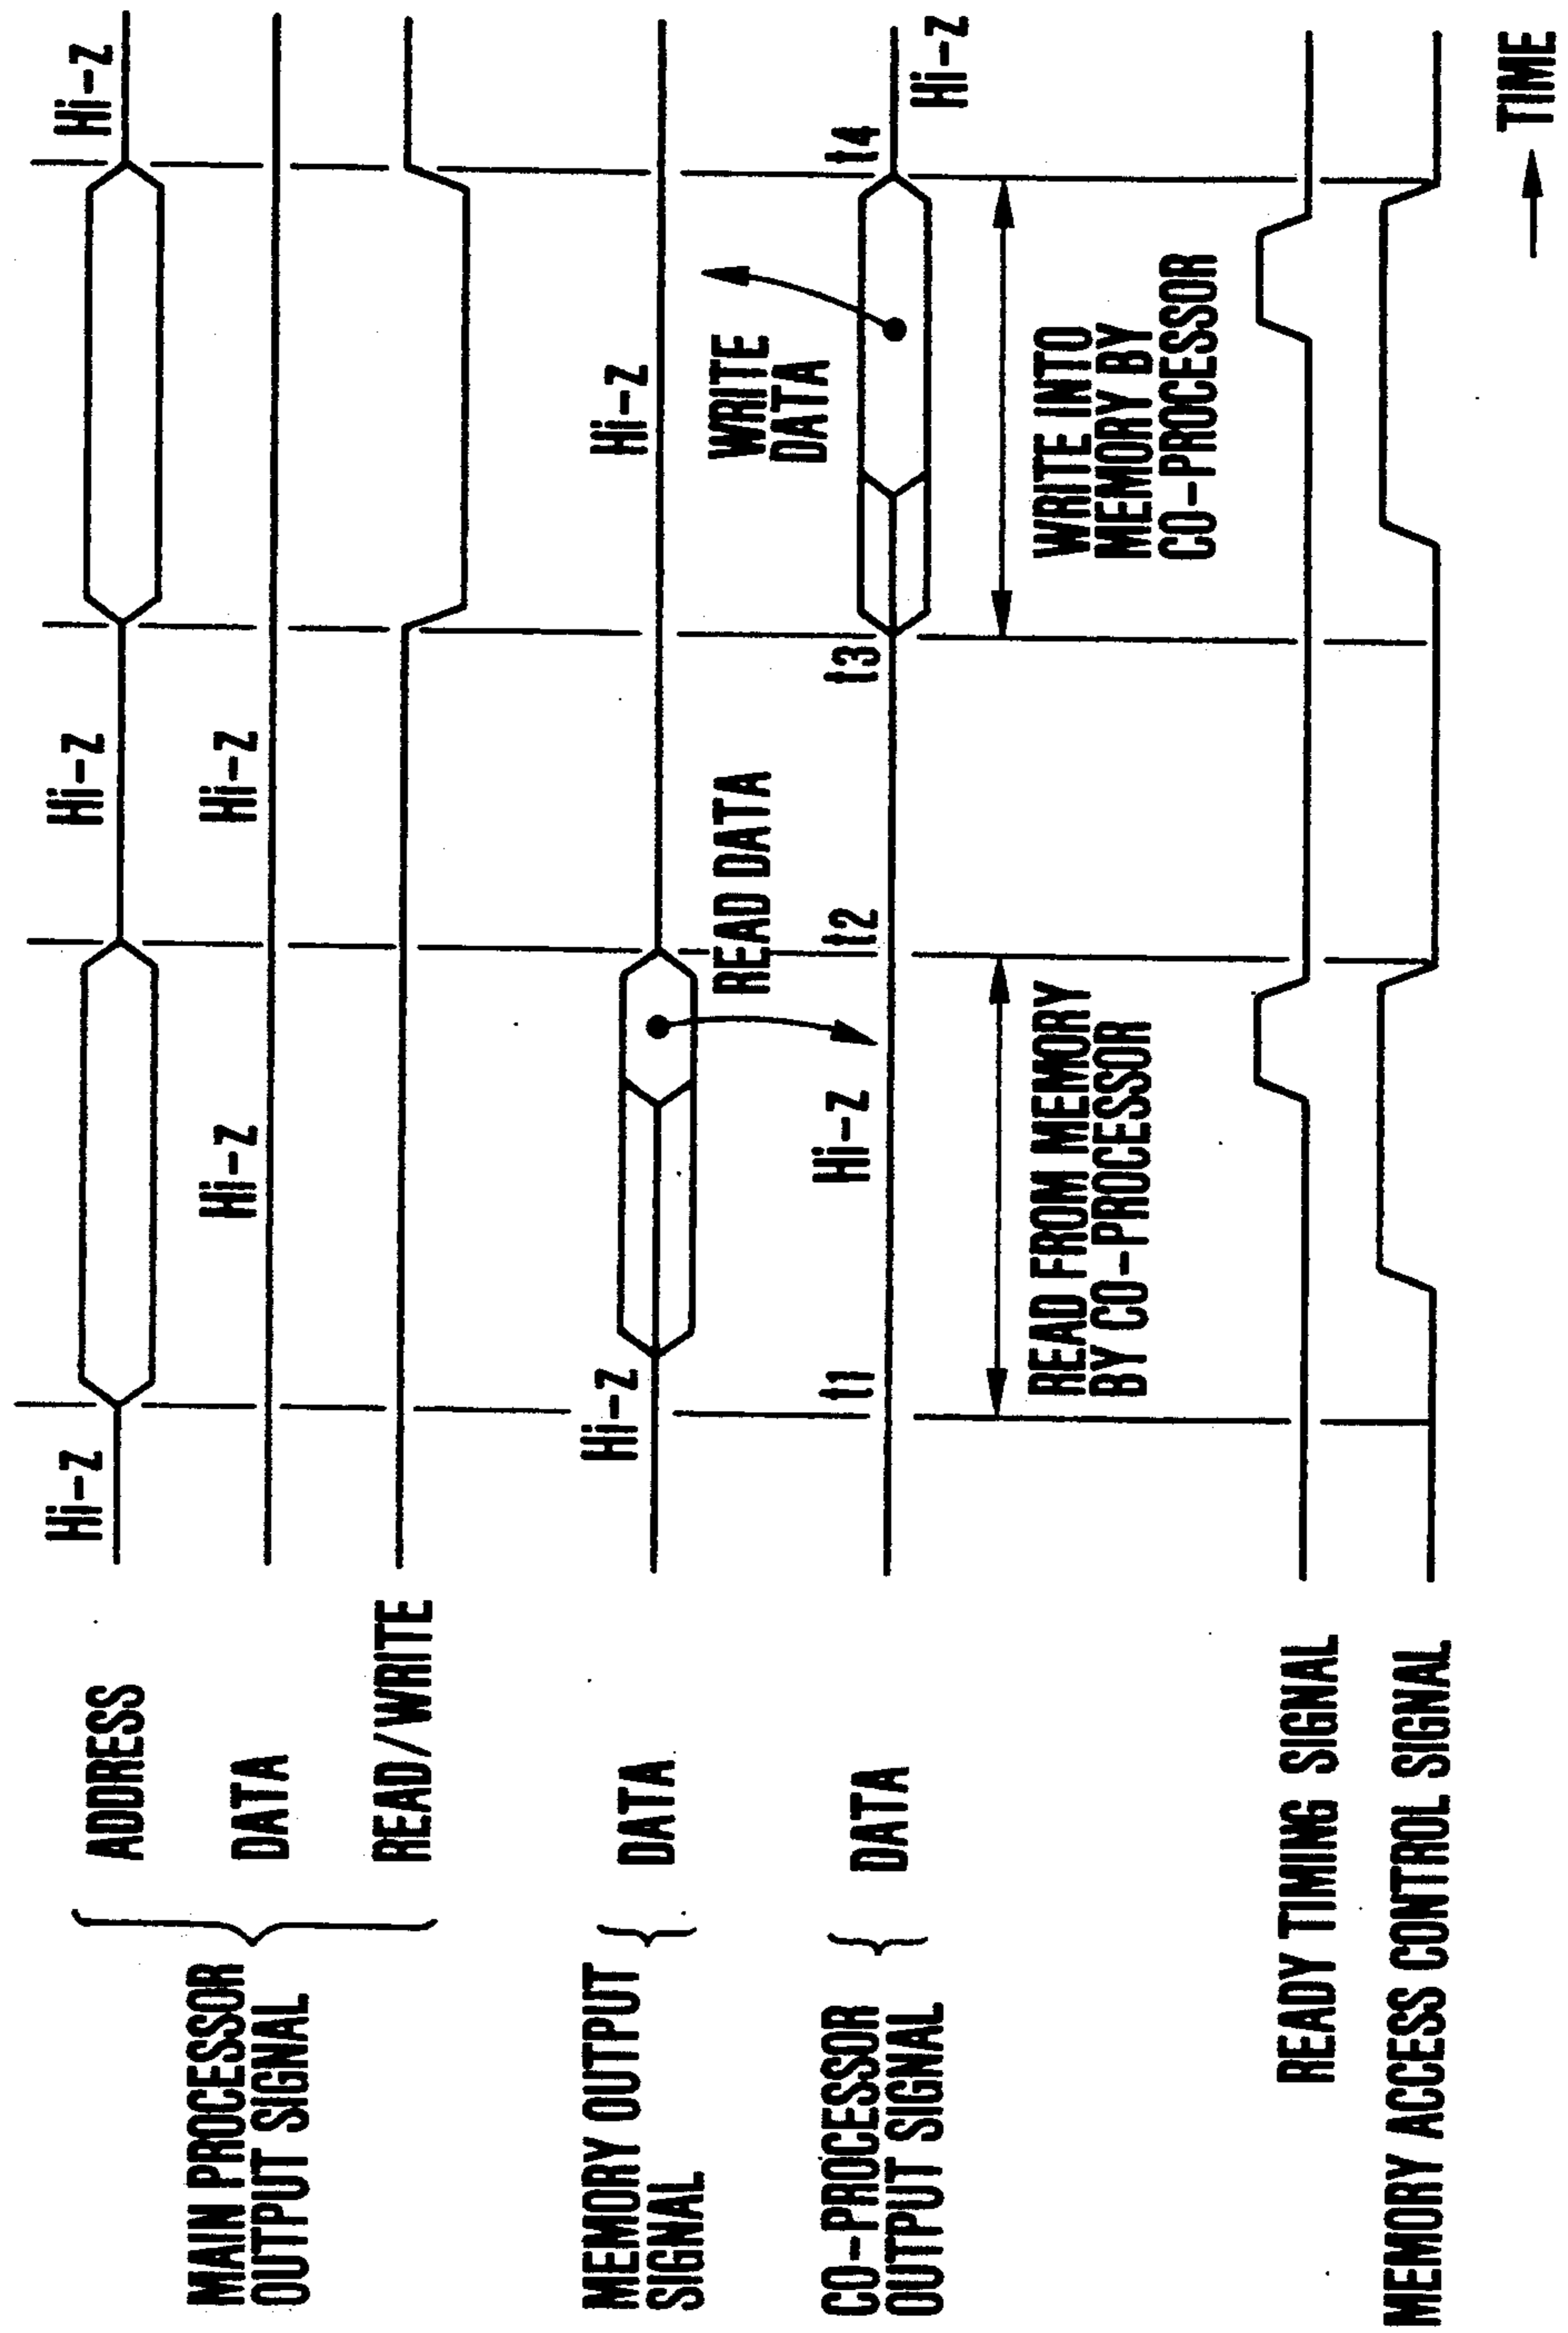 MAIN PROCESSOR
OUTPUT SIGNAL
ADDRESS
Hi-Z
Hi-Z
Hi-Z
DATA
Hi-Z
Hi-Z
READ/WRITE
MEMORY OUTPUT
SIGNAL
DATA
Hi-Z
Hi-Z
READ DATA
WRITE
DATA
CO-PROCESSOR
OUTPUT SIGNAL
DATA
t1
Hi-Z
t2
t3
t4
Hi-Z
READ FROM MEMORY
BY CO-PROCESSOR
WRITE INTO
MEMORY BY
CO-PROCESSOR
READY TIMING SIGNAL
MEMORY ACCESS CONTROL SIGNAL
TIME